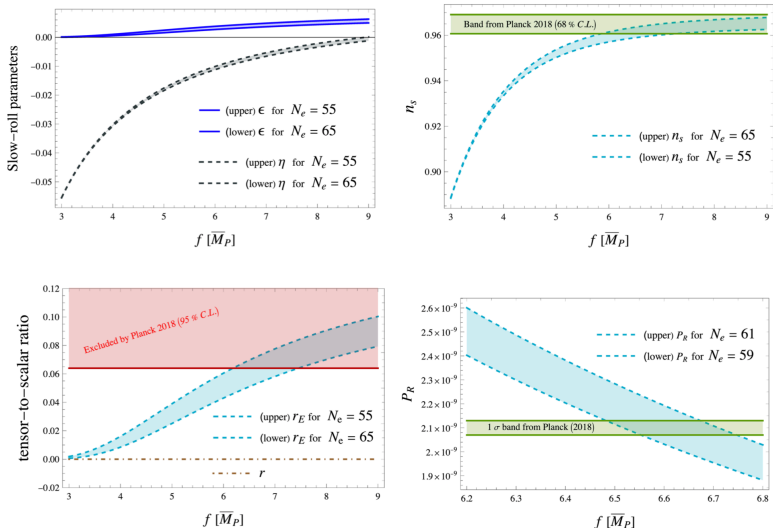 0.00
-0.01
-0.02
-0.03
-0.04
-0.05
Slow-roll parameters
(upper) ϵ for N_e = 55
(lower) ϵ for N_e = 65
(upper) η for N_e = 55
(lower) η for N_e = 65
3 4 5 6 7 8 9
f [M̅_P]
0.96
0.94
0.92
0.90
n_s
Band from Planck 2018 (68 % C.L.)
(upper) n_s for N_e = 65
(lower) n_s for N_e = 55
3 4 5 6 7 8 9
f [M̅_P]
0.12
0.10
0.08
0.06
0.04
0.02
0.00
-0.02
tensor-to-scalar ratio
Excluded by Planck 2018 (95 % C.L.)
(upper) r_E for N_e = 55
(lower) r_E for N_e = 65
r
3 4 5 6 7 8 9
f [M̅_P]
2.6×10⁻⁹
2.5×10⁻⁹
2.4×10⁻⁹
2.3×10⁻⁹
2.2×10⁻⁹
2.1×10⁻⁹
2.×10⁻⁹
1.9×10⁻⁹
P_R
(upper) P_R for N_e = 61
(lower) P_R for N_e = 59
1 σ band from Planck (2018)
6.2 6.3 6.4 6.5 6.6 6.7 6.8
f [M̅_P]